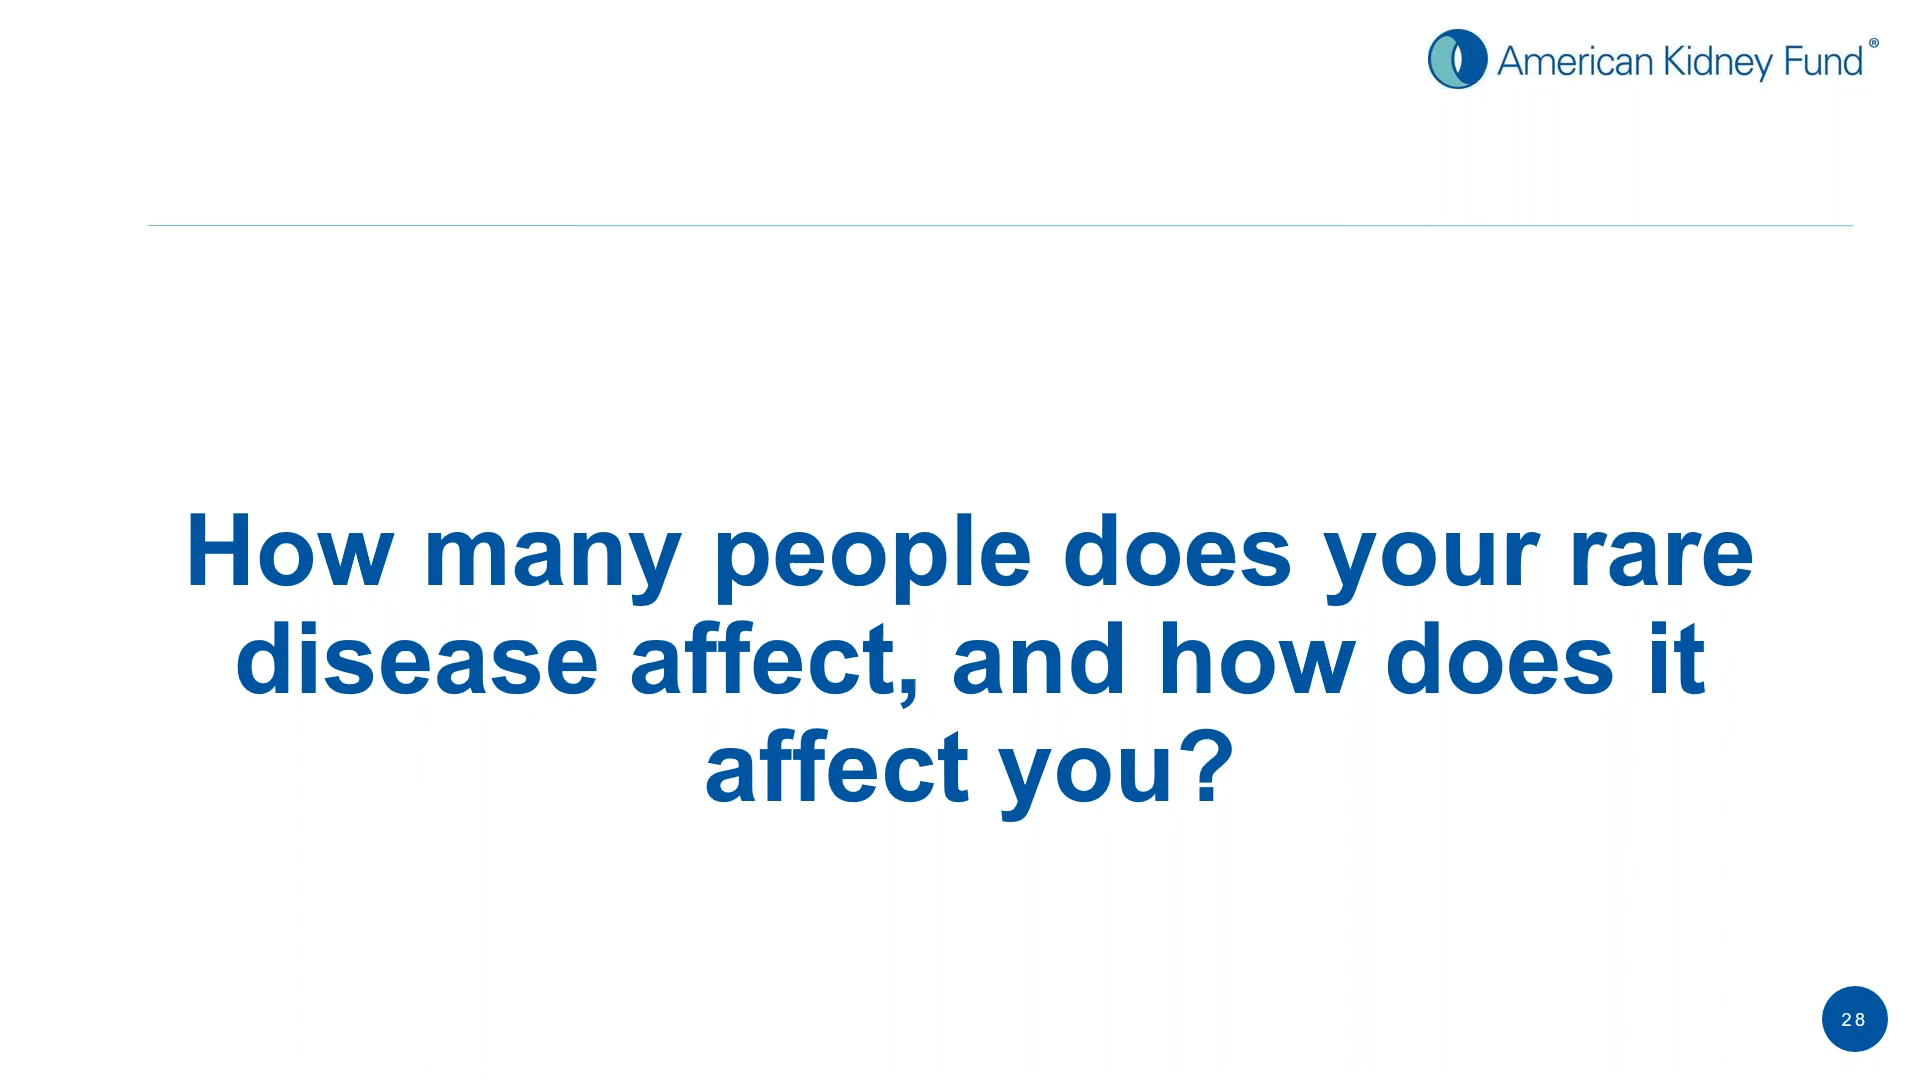 American Kidney Fund®
How many people does your rare
disease affect, and how does it
affect you?
28